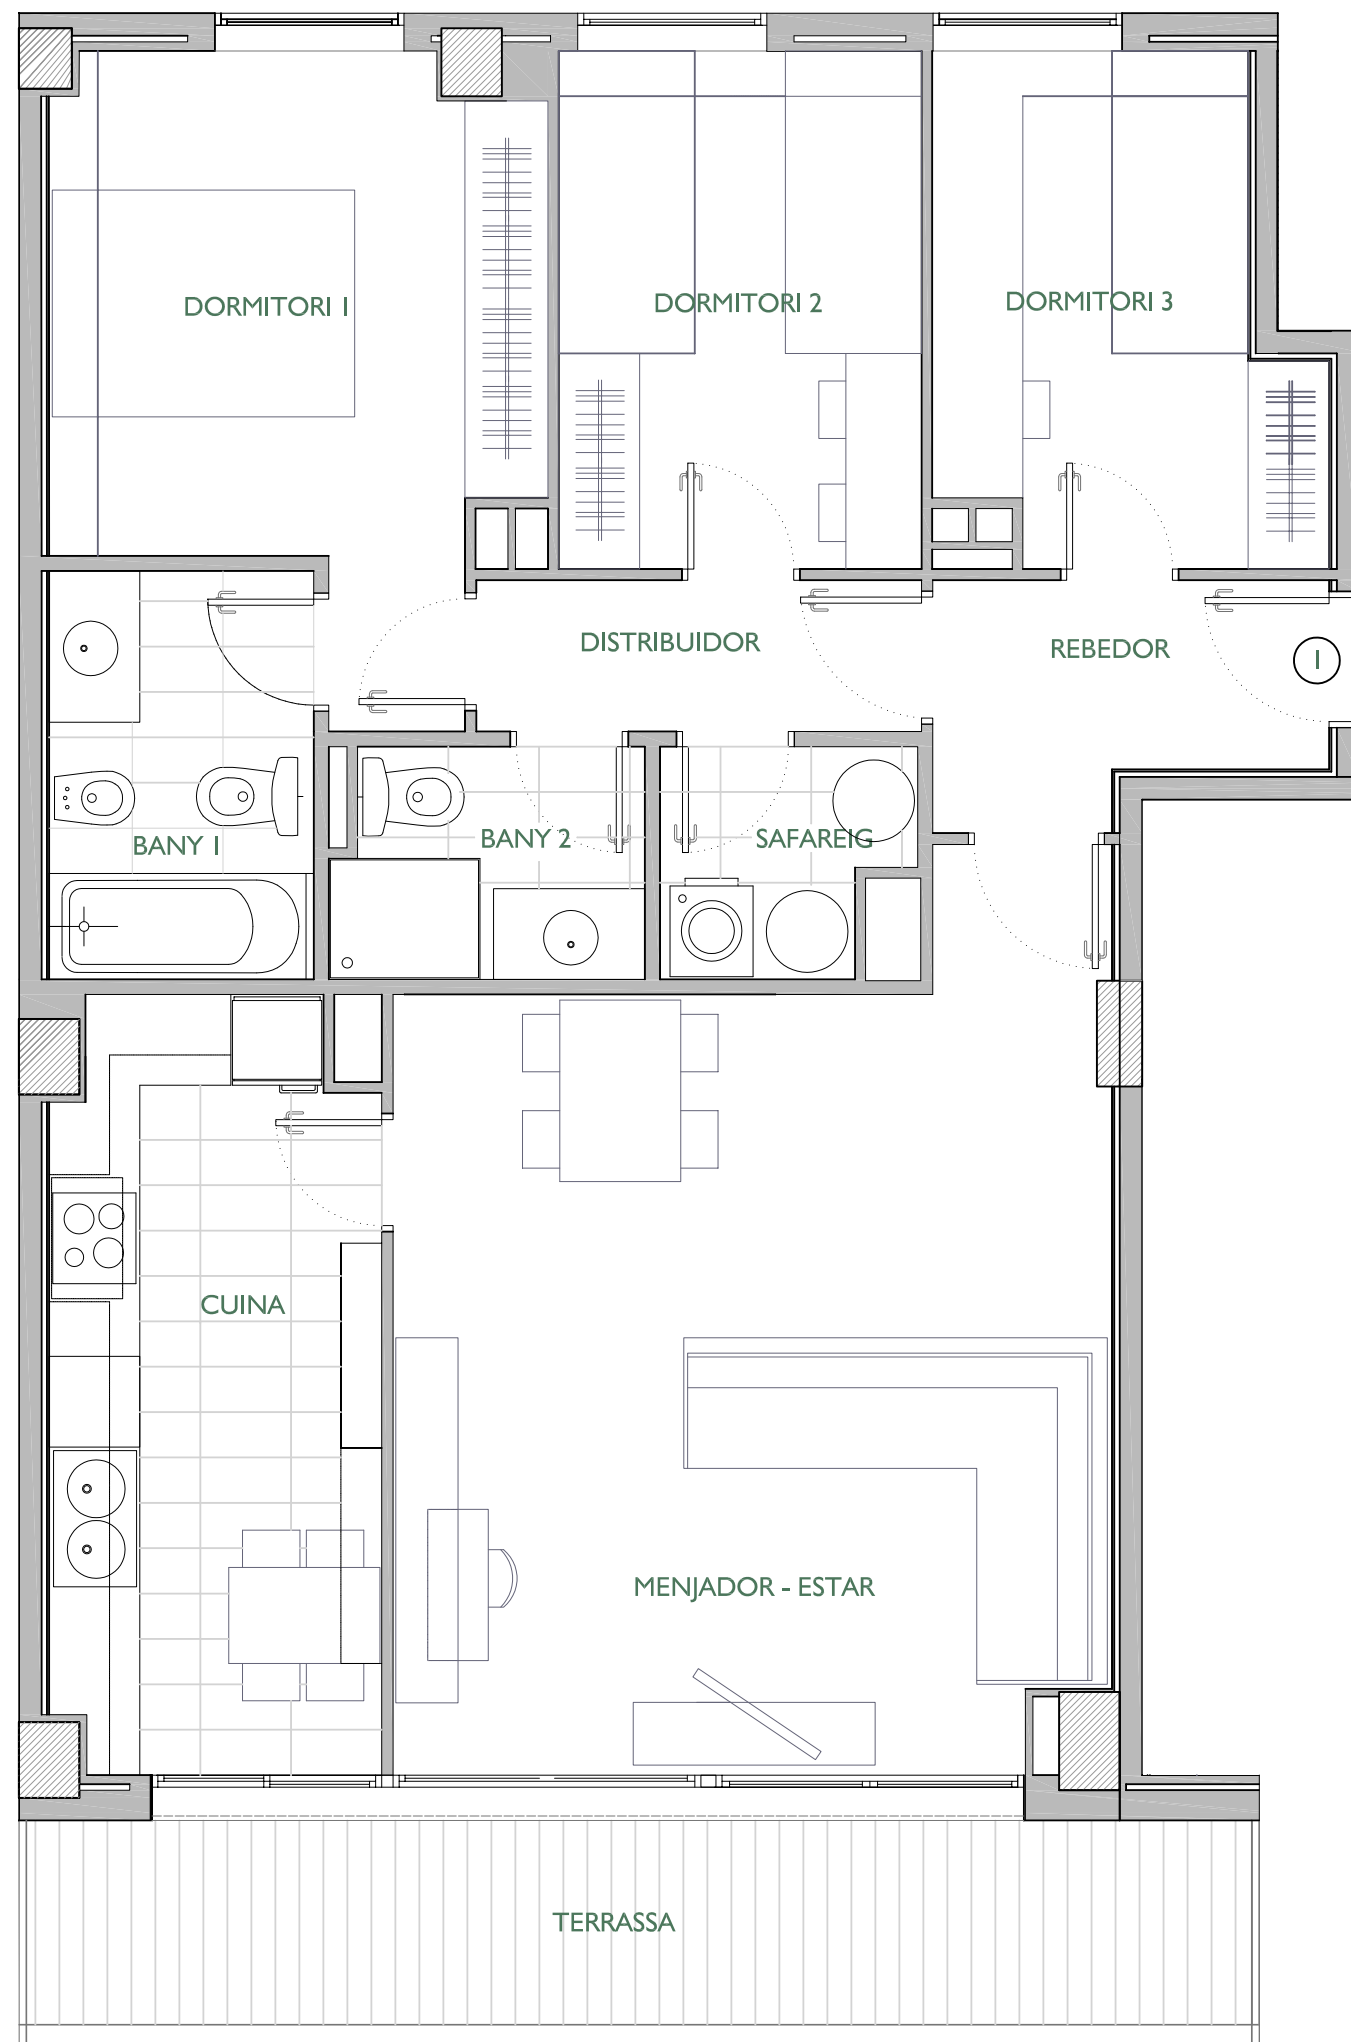 DORMITORI 1
DORMITORI 2
DORMITORI 3
DISTRIBUIDOR
REBEDOR
1
BANY 1
BANY 2
SAFAREIG
CUINA
MENJADOR - ESTAR
TERRASSA